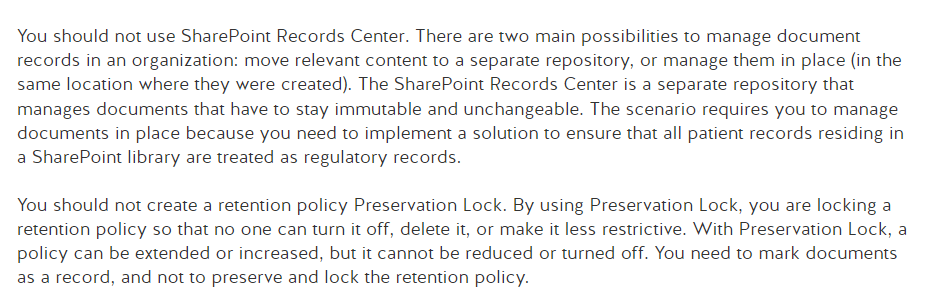 You should not use SharePoint Records Center. There are two main possibilities to manage document
records in an organization: move relevant content to a separate repository, or manage them in place (in the
same location where they were created). The SharePoint Records Center is a separate repository that
manages documents that have to stay immutable and unchangeable. The scenario requires you to manage
documents in place because you need to implement a solution to ensure that all patient records residing in
a SharePoint library are treated as regulatory records.
You should not create a retention policy Preservation Lock. By using Preservation Lock, you are locking a
retention policy so that no one can turn it off, delete it, or make it less restrictive. With Preservation Lock, a
policy can be extended or increased, but it cannot be reduced or turned off. You need to mark documents
as a record, and not to preserve and lock the retention policy.